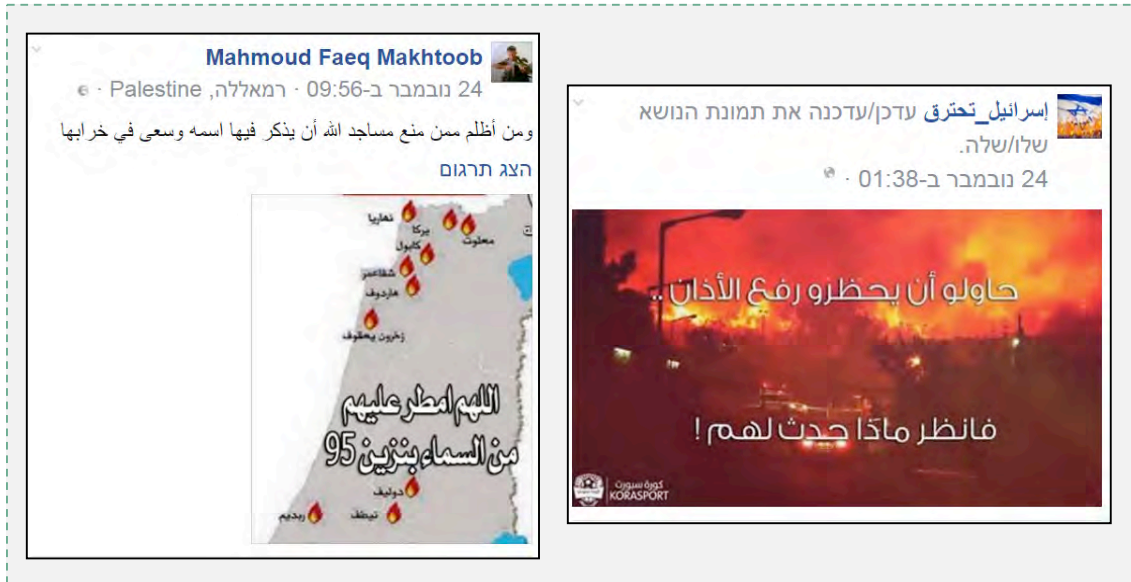 Mahmoud Faeq Makhtoob
24 נובמבר ב-09:56 · רמאללה, Palestine ·
ومن أظلم ممن منع مساجد الله أن يذكر فيها اسمه وسعى في خرابها
הצג תרגום
نهاريا
يركا
معلوت
كابول
شفاعمر
هاردوف
زخرون يعقوف
اللهم امطر عليهم
من السماء بنزين 95
دوليف
نيطف
ريديم
إسرائيل_تحترق עדכן/עדכנה את תמונת הנושא
שלו/שלה.
24 נובמבר ב-01:38 ·
حاولو أن يحظرو رفع الأذان ..
فانظر ماذا حدث لهم !
كورة سبورت
KORASPORT